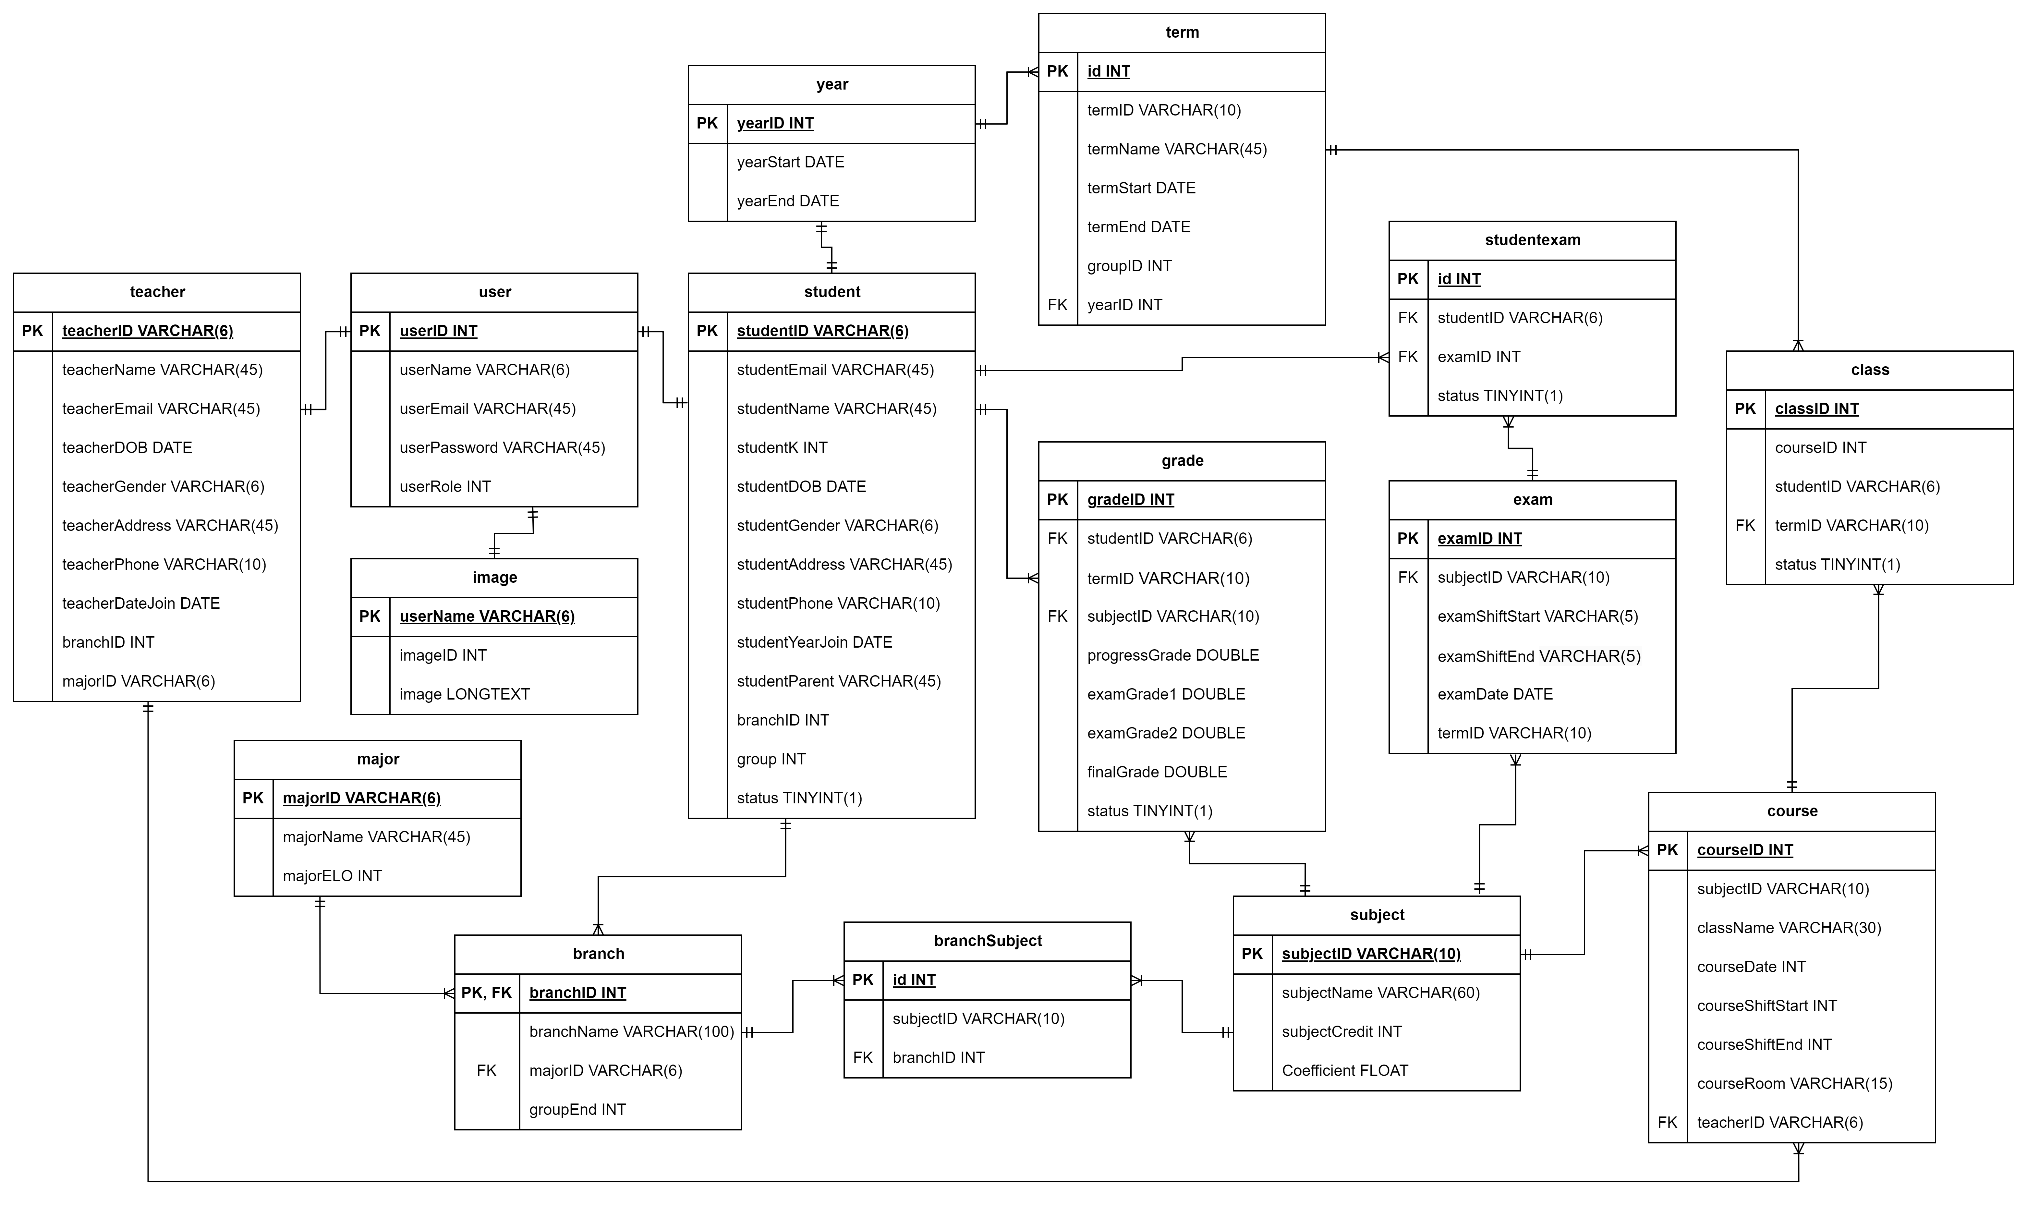 term
PK id INT
termID VARCHAR(10)
termName VARCHAR(45)
termStart DATE
termEnd DATE
groupID INT
FK yearID INT
year
PK yearID INT
yearStart DATE
yearEnd DATE
studentexam
PK id INT
FK studentID VARCHAR(6)
FK examID INT
status TINYINT(1)
teacher
PK teacherID VARCHAR(6)
teacherName VARCHAR(45)
teacherEmail VARCHAR(45)
teacherDOB DATE
teacherGender VARCHAR(6)
teacherAddress VARCHAR(45)
teacherPhone VARCHAR(10)
teacherDateJoin DATE
branchID INT
majorID VARCHAR(6)
user
PK userID INT
userName VARCHAR(6)
userEmail VARCHAR(45)
userPassword VARCHAR(45)
userRole INT
student
PK studentID VARCHAR(6)
studentEmail VARCHAR(45)
studentName VARCHAR(45)
studentK INT
studentDOB DATE
studentGender VARCHAR(6)
studentAddress VARCHAR(45)
studentPhone VARCHAR(10)
studentYearJoin DATE
studentParent VARCHAR(45)
branchID INT
group INT
status TINYINT(1)
class
PK classID INT
courseID INT
studentID VARCHAR(6)
FK termID VARCHAR(10)
status TINYINT(1)
grade
PK gradeID INT
FK studentID VARCHAR(6)
termID VARCHAR(10)
FK subjectID VARCHAR(10)
progressGrade DOUBLE
examGrade1 DOUBLE
examGrade2 DOUBLE
finalGrade DOUBLE
status TINYINT(1)
exam
PK examID INT
FK subjectID VARCHAR(10)
examShiftStart VARCHAR(5)
examShiftEnd VARCHAR(5)
examDate DATE
termID VARCHAR(10)
image
PK userName VARCHAR(6)
imageID INT
image LONGTEXT
major
PK majorID VARCHAR(6)
majorName VARCHAR(45)
majorELO INT
course
PK courseID INT
subjectID VARCHAR(10)
className VARCHAR(30)
courseDate INT
courseShiftStart INT
courseShiftEnd INT
courseRoom VARCHAR(15)
FK teacherID VARCHAR(6)
branch
PK, FK branchID INT
branchName VARCHAR(100)
FK majorID VARCHAR(6)
groupEnd INT
branchSubject
PK id INT
subjectID VARCHAR(10)
FK branchID INT
subject
PK subjectID VARCHAR(10)
subjectName VARCHAR(60)
subjectCredit INT
Coefficient FLOAT